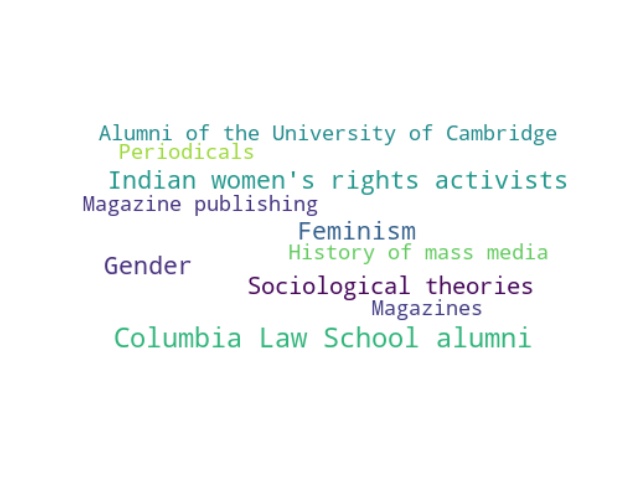 Alumni of the University of Cambridge
Periodicals
Indian women's rights activists
Magazine publishing
Feminism
History of mass media
Gender
Sociological theories
Magazines
Columbia Law School alumni